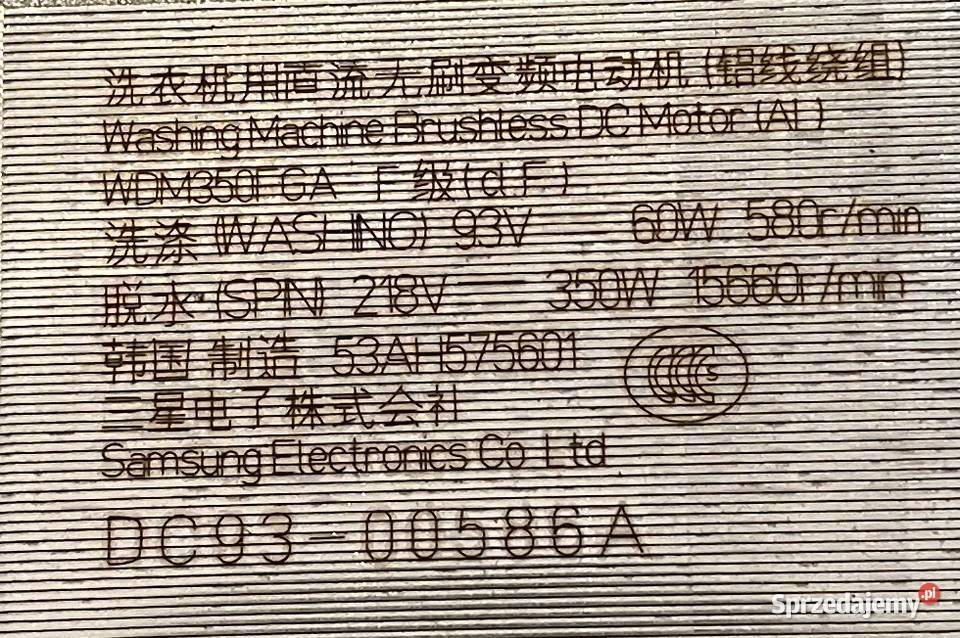 洗衣机用直流无刷变频电动机(铝线绕组)
Washing Machine Brushless DC Motor (AL)
WDM350FGA F级(cl.F)
洗涤 (WASHING) 93V 60W 580r/min
脱水 (SPIN) 218V 350W 15660r/min
韩国 制造 53AH575601
CCC S
三星电子株式会社
Samsung Electronics Co Ltd
DC93-00586A
Sprzedajemy.pl